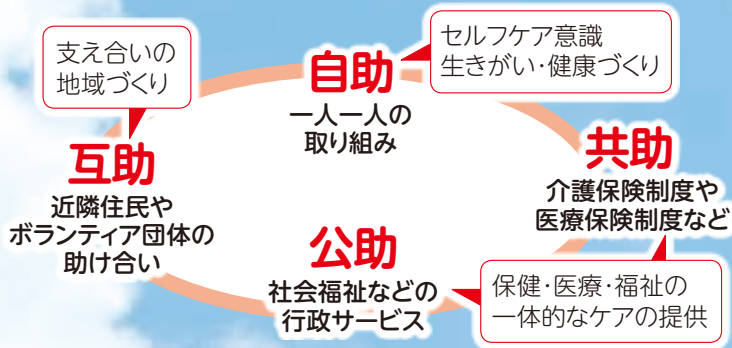 支え合いの
地域づくり
自助
一人一人の
取り組み
セルフケア意識
生きがい・健康づくり
互助
近隣住民や
ボランティア団体の
助け合い
共助
介護保険制度や
医療保険制度など
公助
社会福祉などの
行政サービス
保健・医療・福祉の
一体的なケアの提供